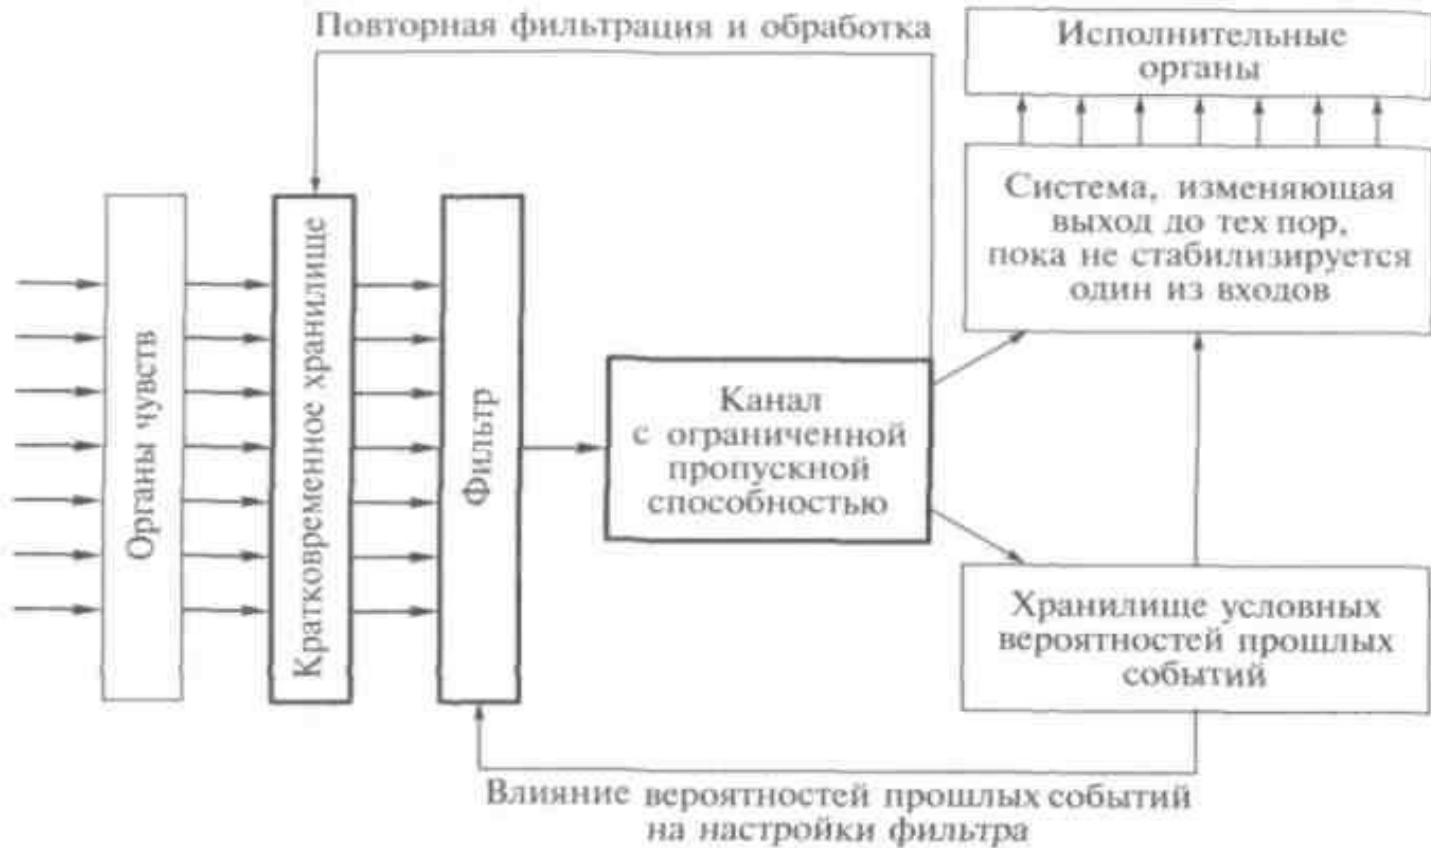 Повторная фильтрация и обработка
Исполнительные
органы
Система, изменяющая
выход до тех пор,
пока не стабилизируется
один из входов
Органы чувств
Кратковременное хранилище
Фильтр
Канал
с ограниченной
пропускной
способностью
Хранилище условных
вероятностей прошлых
событий
Влияние вероятностей прошлых событий
на настройки фильтра